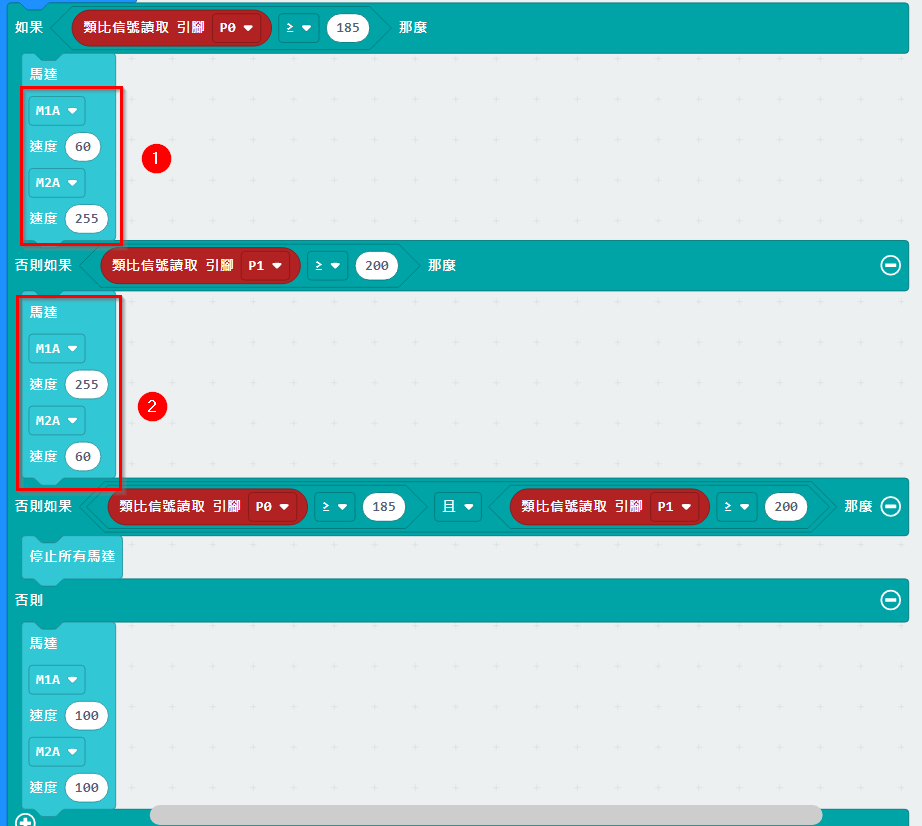 如果 類比信號讀取 引腳 P0 ≥ 185 那麼
馬達
M1A
速度 60
M2A
速度 255
1
否則如果 類比信號讀取 引腳 P1 ≥ 200 那麼
馬達
M1A
速度 255
M2A
速度 60
2
否則如果 類比信號讀取 引腳 P0 ≥ 185 且 類比信號讀取 引腳 P1 ≥ 200 那麼
停止所有馬達
否則
馬達
M1A
速度 100
M2A
速度 100